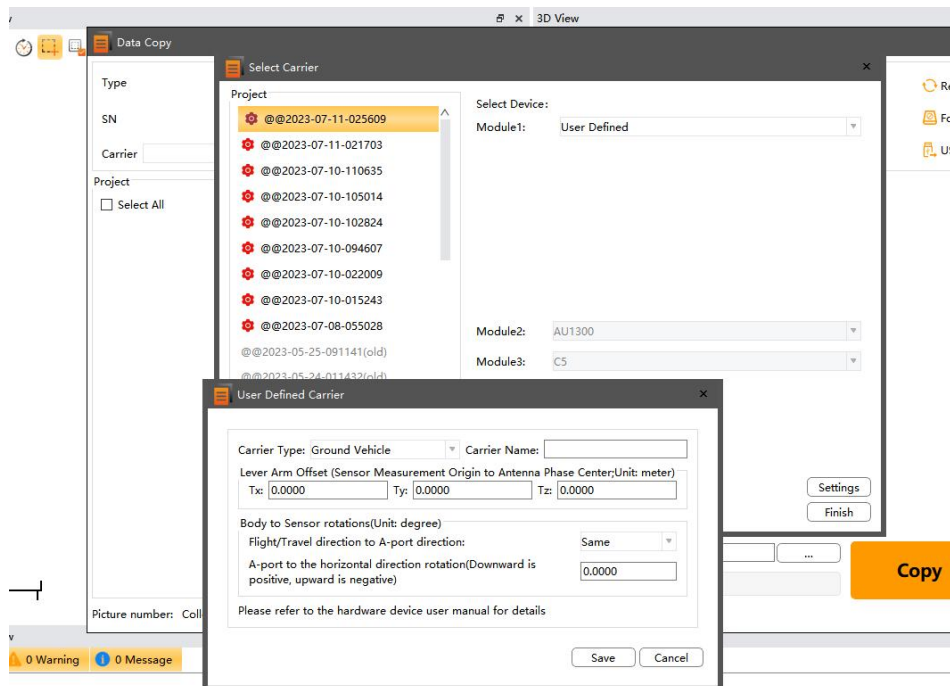 3D View
Data Copy
Select Carrier
Type
SN
Carrier
Project
Select All
Project
@@2023-07-11-025609
@@2023-07-11-021703
@@2023-07-10-110635
@@2023-07-10-105014
@@2023-07-10-102824
@@2023-07-10-094607
@@2023-07-10-022009
@@2023-07-10-015243
@@2023-07-08-055028
@@2023-05-25-091141(old)
@@2023-05-24-011432(old)
Select Device:
Module1: User Defined
Module2: AU1300
Module3: C5
Settings
Finish
...
Copy
User Defined Carrier
Carrier Type: Ground Vehicle Carrier Name:
Lever Arm Offset (Sensor Measurement Origin to Antenna Phase Center;Unit: meter)
Tx: 0.0000 Ty: 0.0000 Tz: 0.0000
Body to Sensor rotations(Unit: degree)
Flight/Travel direction to A-port direction: Same
A-port to the horizontal direction rotation(Downward is
positive, upward is negative) 0.0000
Please refer to the hardware device user manual for details
Save Cancel
Picture number:
0 Warning 0 Message